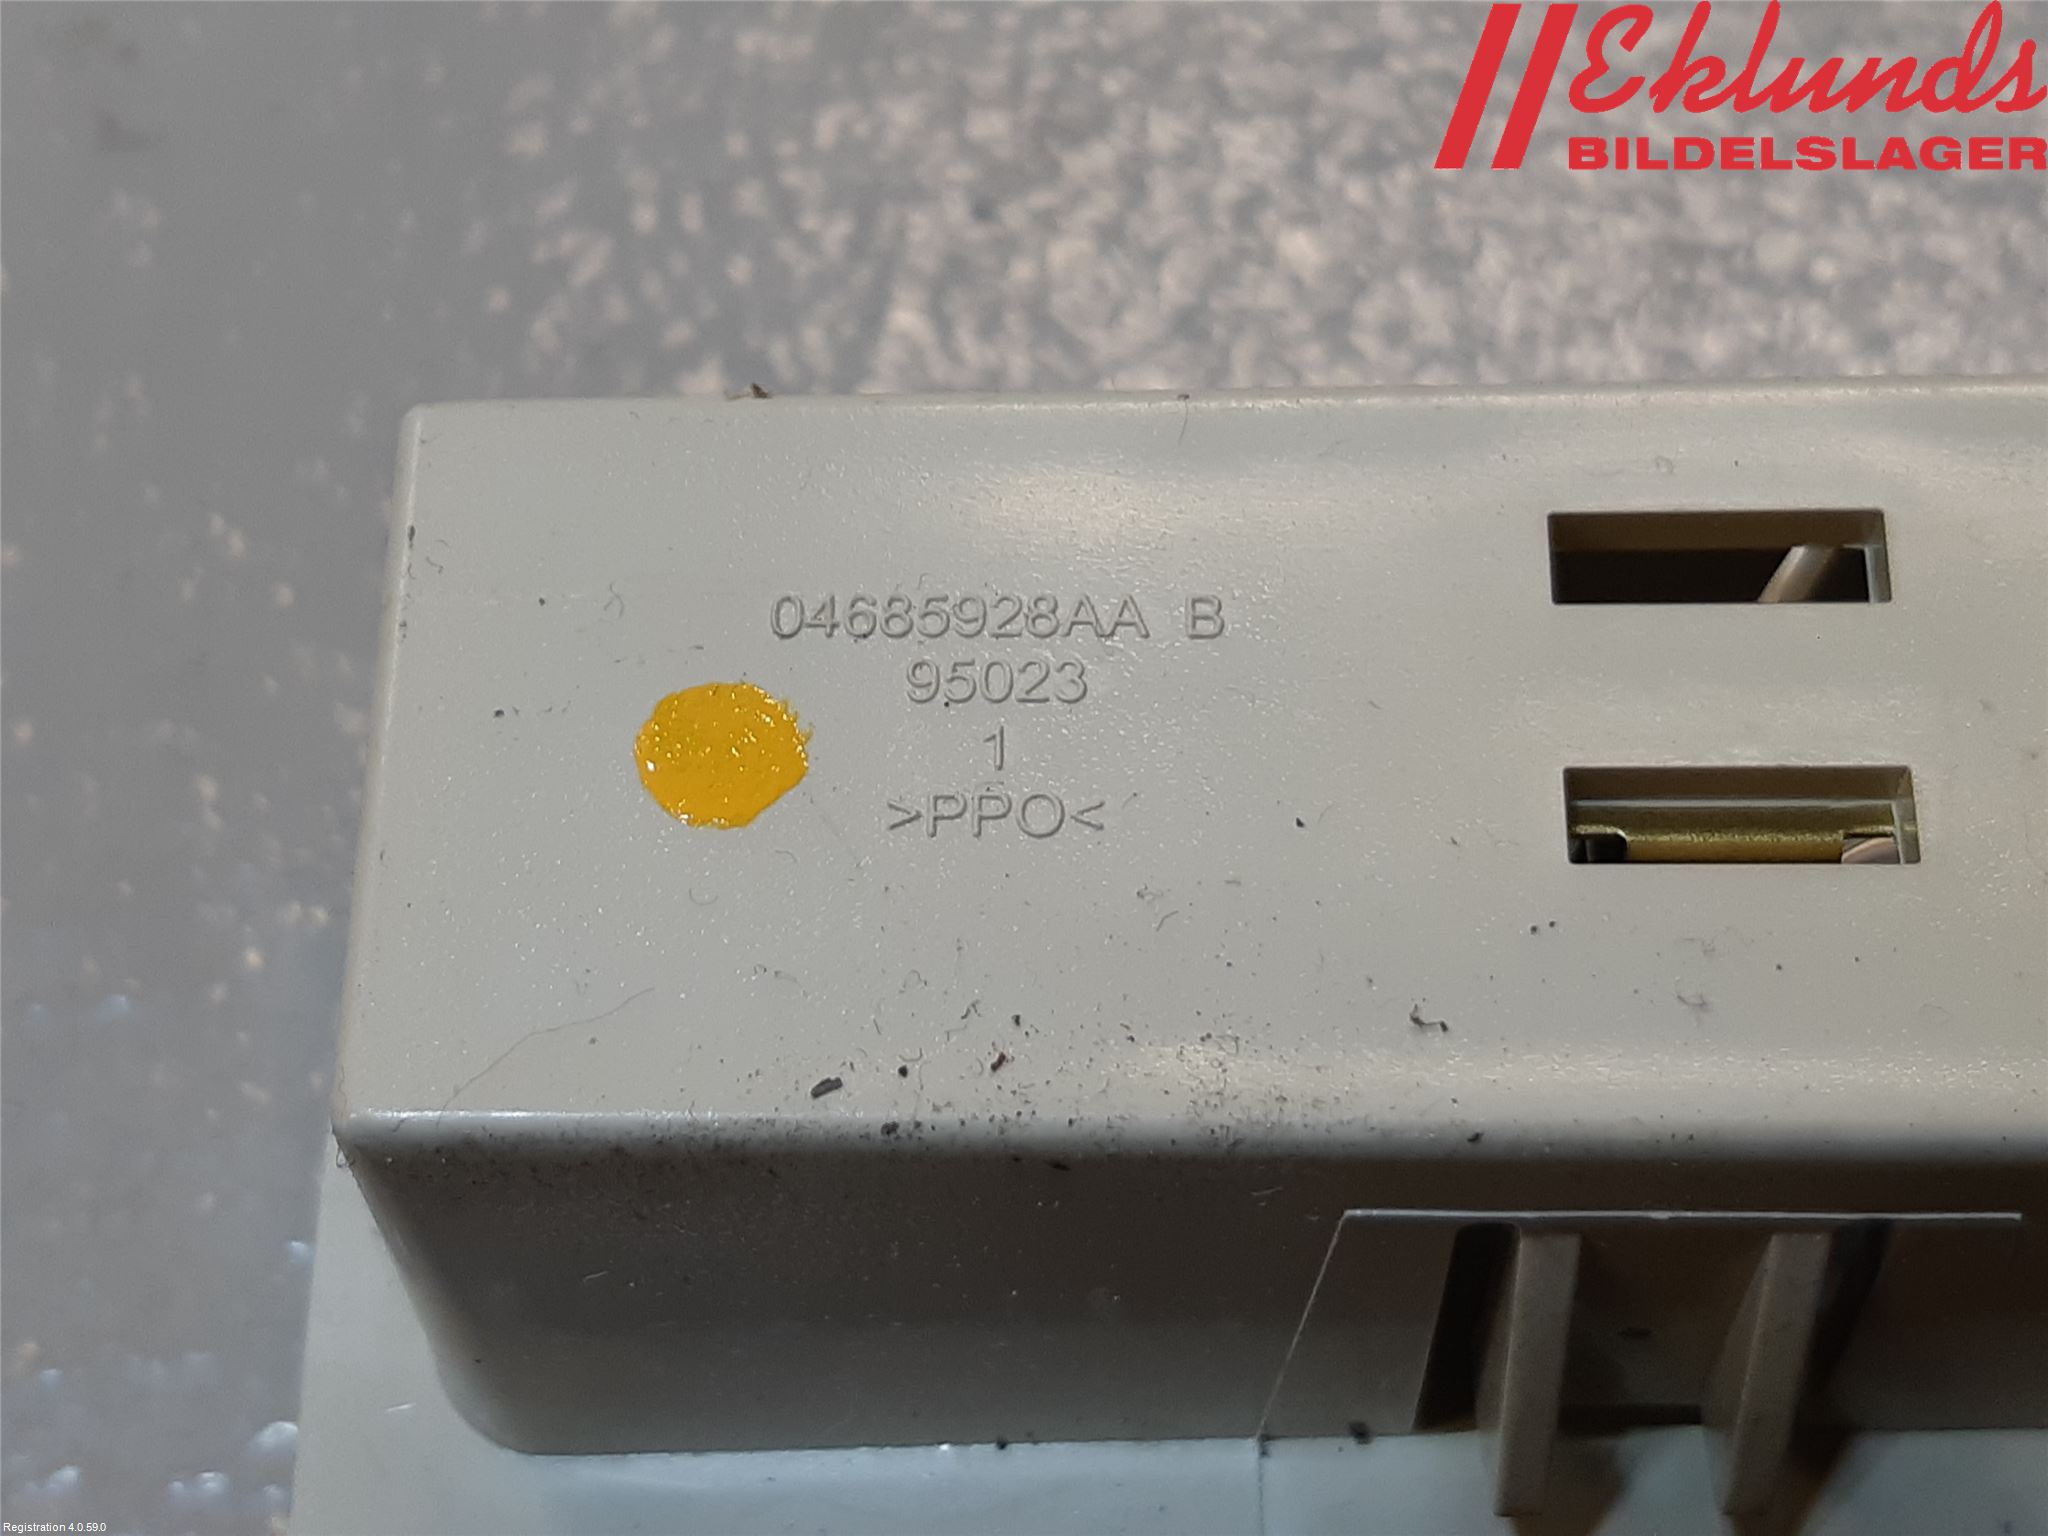 Eklunds
BILDELSLAGER
04685928AA B
95023
1
>PPO<
Registration 4.0.59.0